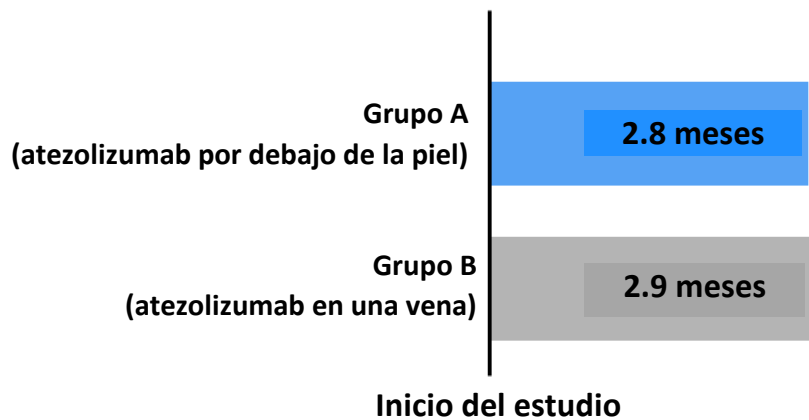 Grupo A
(atezolizumab por debajo de la piel)
2.8 meses
Grupo B
(atezolizumab en una vena)
2.9 meses
Inicio del estudio